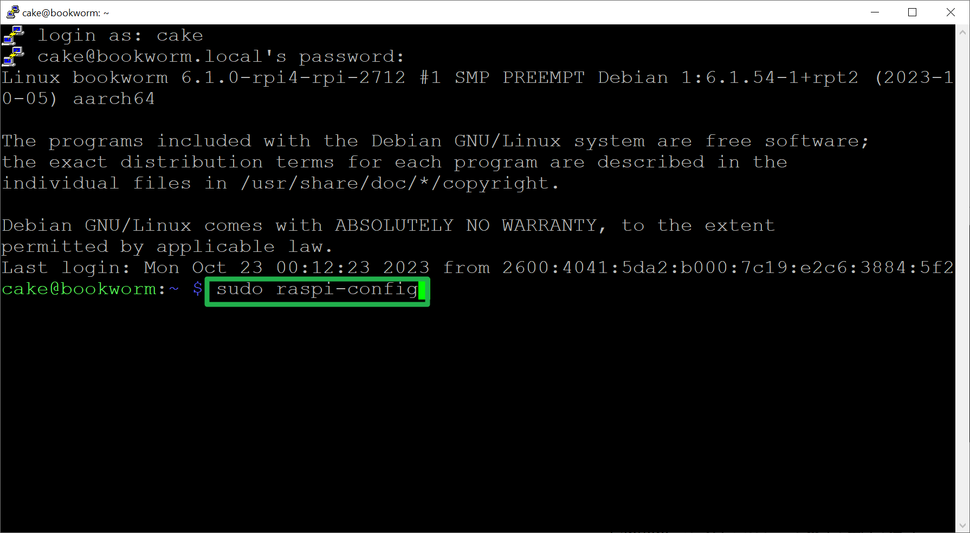 cake@bookworm: ~
login as: cake
cake@bookworm.local's password:
Linux bookworm 6.1.0-rpi4-rpi-2712 #1 SMP PREEMPT Debian 1:6.1.54-1+rpt2 (2023-1
0-05) aarch64
The programs included with the Debian GNU/Linux system are free software;
the exact distribution terms for each program are described in the
individual files in /usr/share/doc/*/copyright.
Debian GNU/Linux comes with ABSOLUTELY NO WARRANTY, to the extent
permitted by applicable law.
Last login: Mon Oct 23 00:12:23 2023 from 2600:4041:5da2:b000:7c19:e2c6:3884:5f2
cake@bookworm:~ $ sudo raspi-config